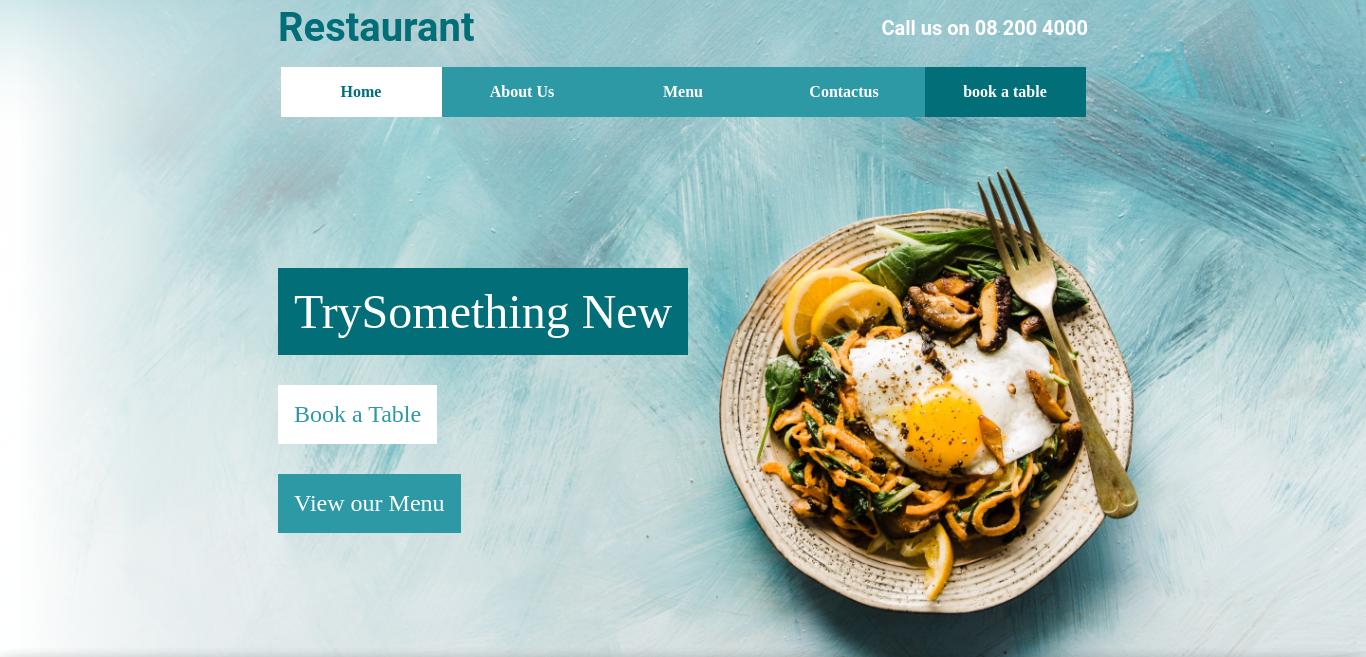 Restaurant
Call us on 08 200 4000
Home
About Us
Menu
Contactus
book a table
TrySomething New
Book a Table
View our Menu